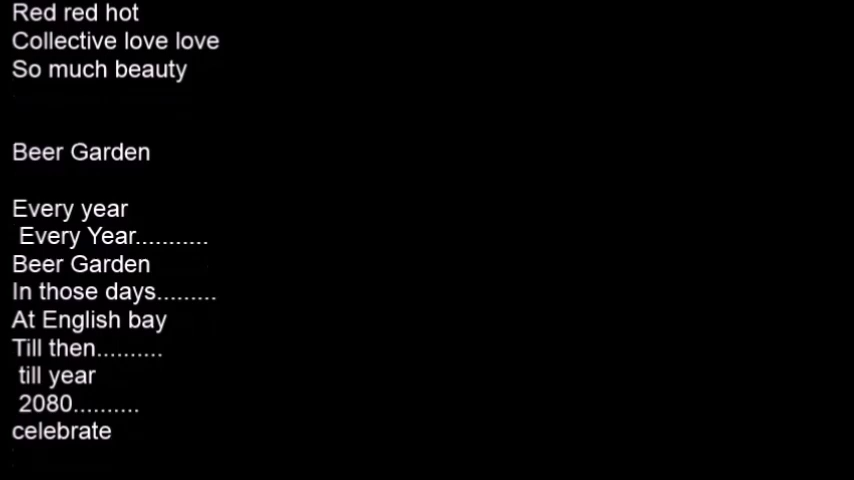 Red red hot
Collective love love
So much beauty
Beer Garden
Every year
Every Year...........
Beer Garden
In those days.........
At English bay
Till then..........
till year
2080..........
celebrate